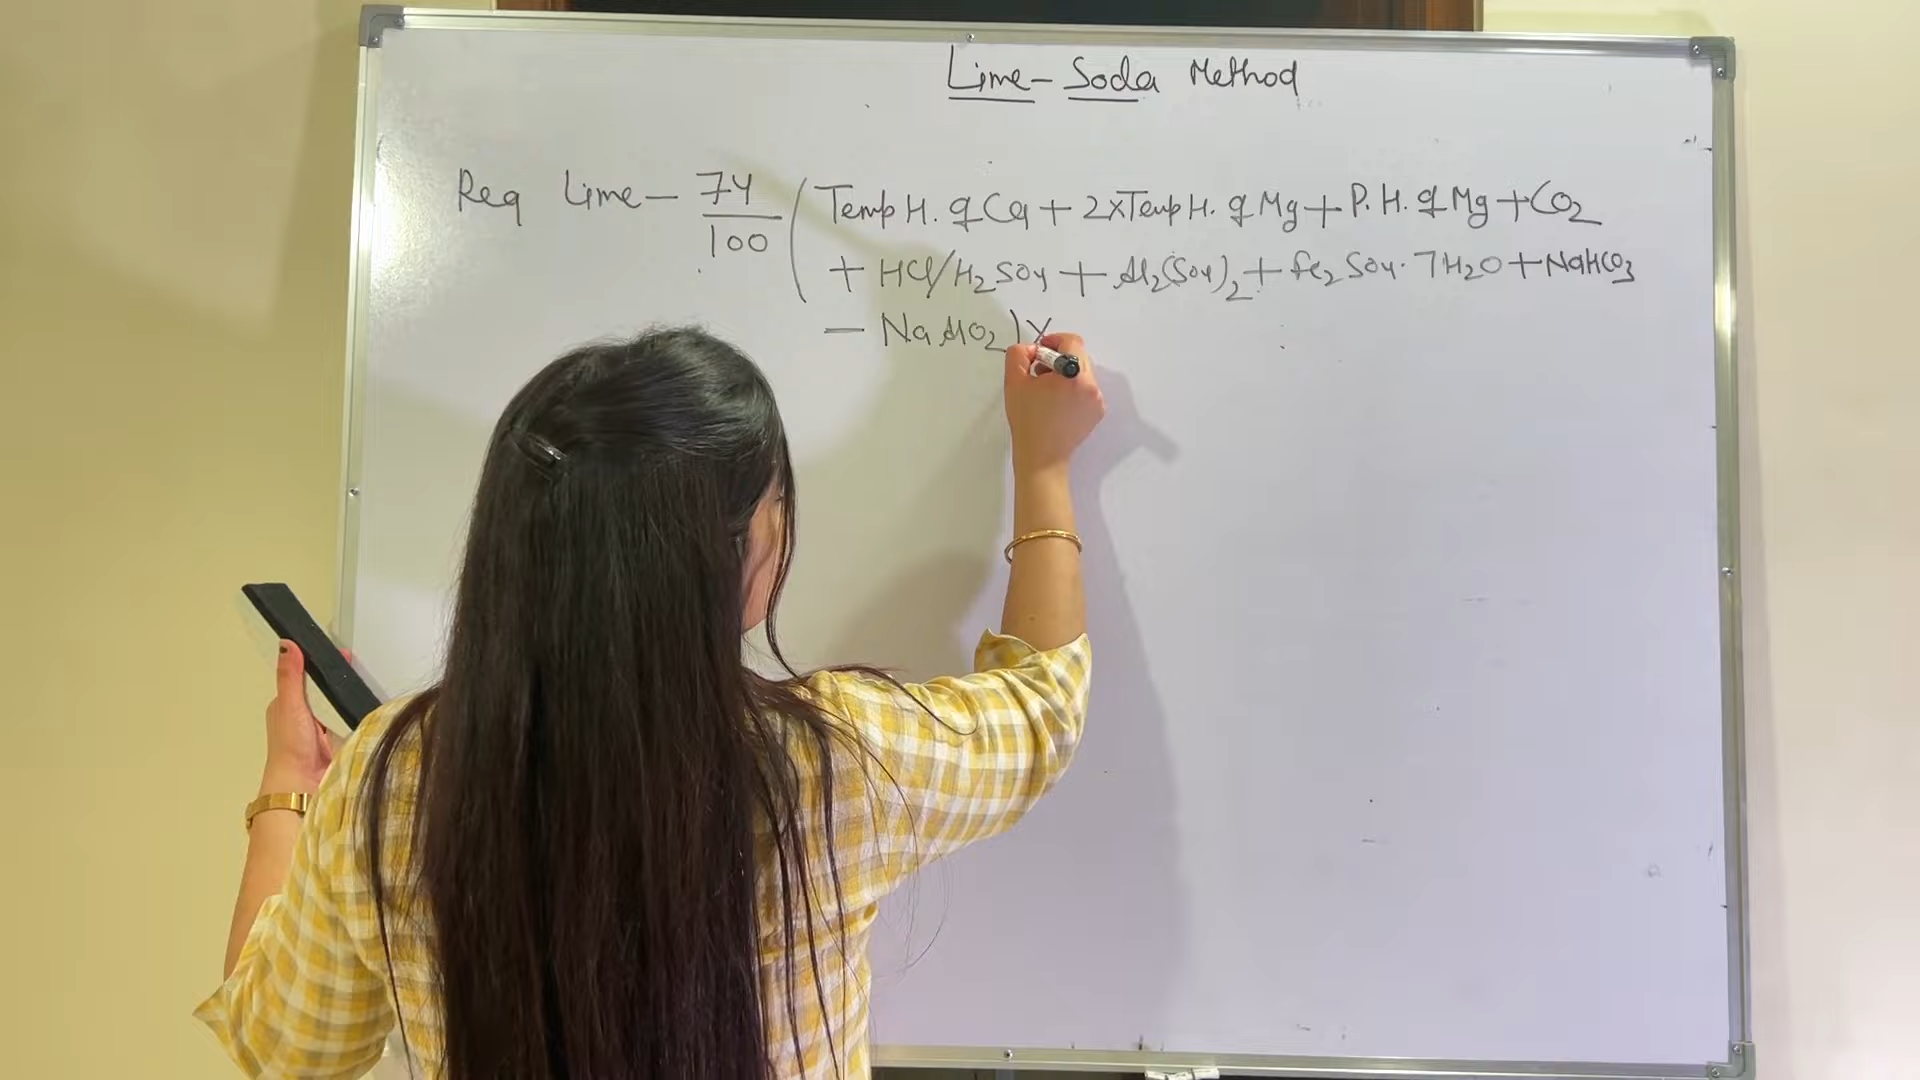 Lime - Soda Method
Req Lime - 74/100 ( Temp H. of Ca + 2xTemp H. of Mg + P.H. of Mg + CO2
+ HCl/H2SO4 + Al2(SO4)2 + Fe2SO4.7H2O + NaHCO3
- NaAlO2) x